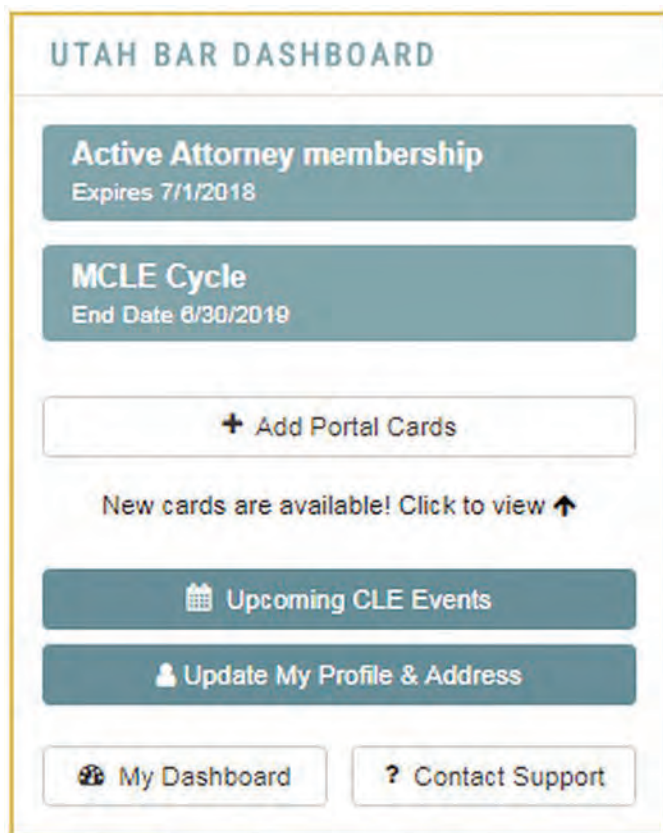 UTAH BAR DASHBOARD
Active Attorney membership
Expires 7/1/2018
MCLE Cycle
End Date 6/30/2019
+ Add Portal Cards
New cards are available! Click to view ↑
Upcoming CLE Events
Update My Profile & Address
My Dashboard
? Contact Support